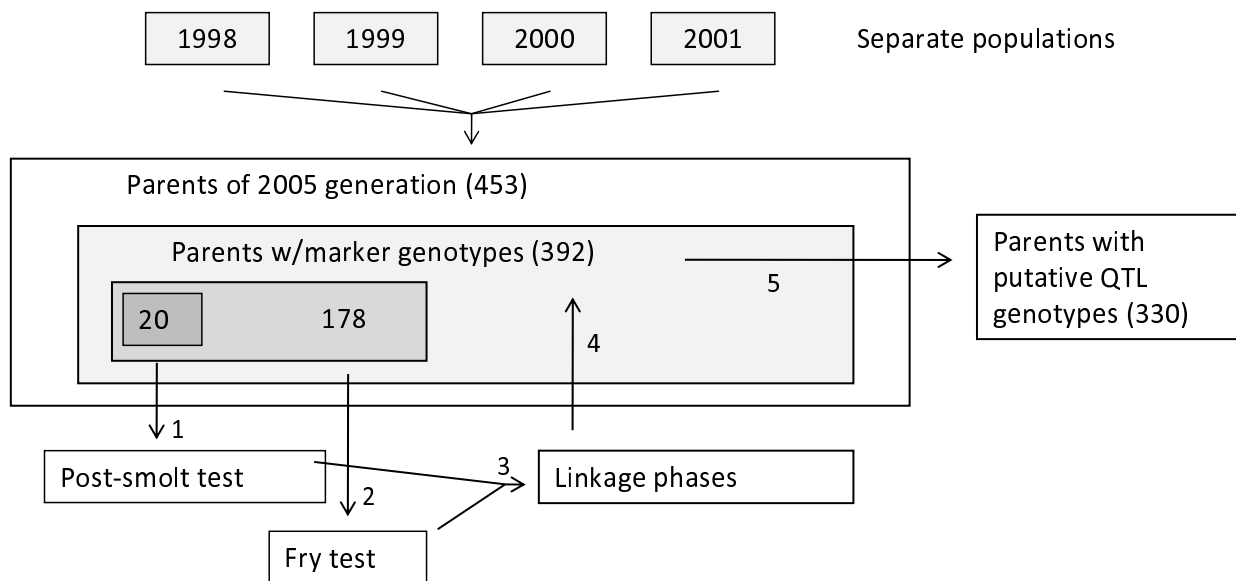 1998 1999 2000 2001 Separate populations
Parents of 2005 generation (453)
Parents w/marker genotypes (392)
Parents with
putative QTL
genotypes (330)
5
20 178
4
1
Post-smolt test
3
Linkage phases
2
Fry test